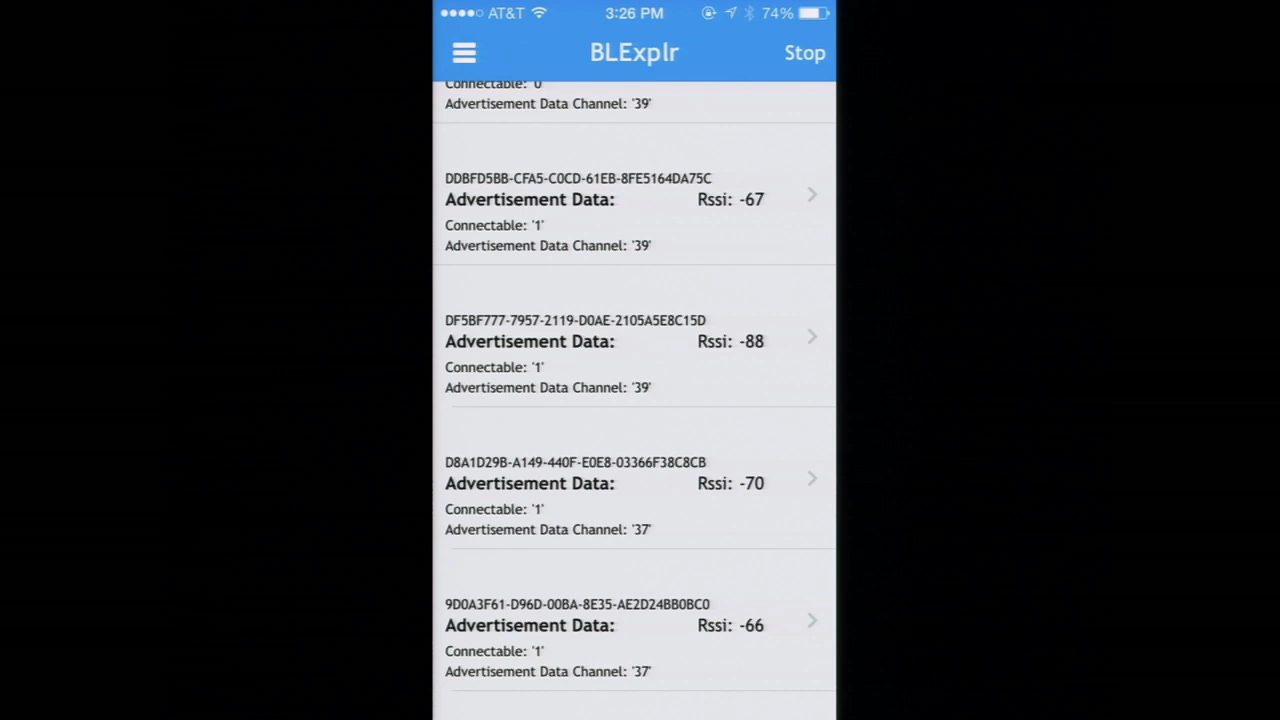 AT&T 3:26 PM 74%
BLExplr Stop
Connectable: '0'
Advertisement Data Channel: '39'
DDBFD5BB-CFA5-C0CD-61EB-8FE5164DA75C
Advertisement Data: Rssi: -67
Connectable: '1'
Advertisement Data Channel: '39'
DF5BF777-7957-2119-D0AE-2105A5E8C15D
Advertisement Data: Rssi: -88
Connectable: '1'
Advertisement Data Channel: '39'
D8A1D29B-A149-440F-E0E8-03366F38C8CB
Advertisement Data: Rssi: -70
Connectable: '1'
Advertisement Data Channel: '37'
9D0A3F61-D96D-00BA-8E35-AE2D24BB0BC0
Advertisement Data: Rssi: -66
Connectable: '1'
Advertisement Data Channel: '37'